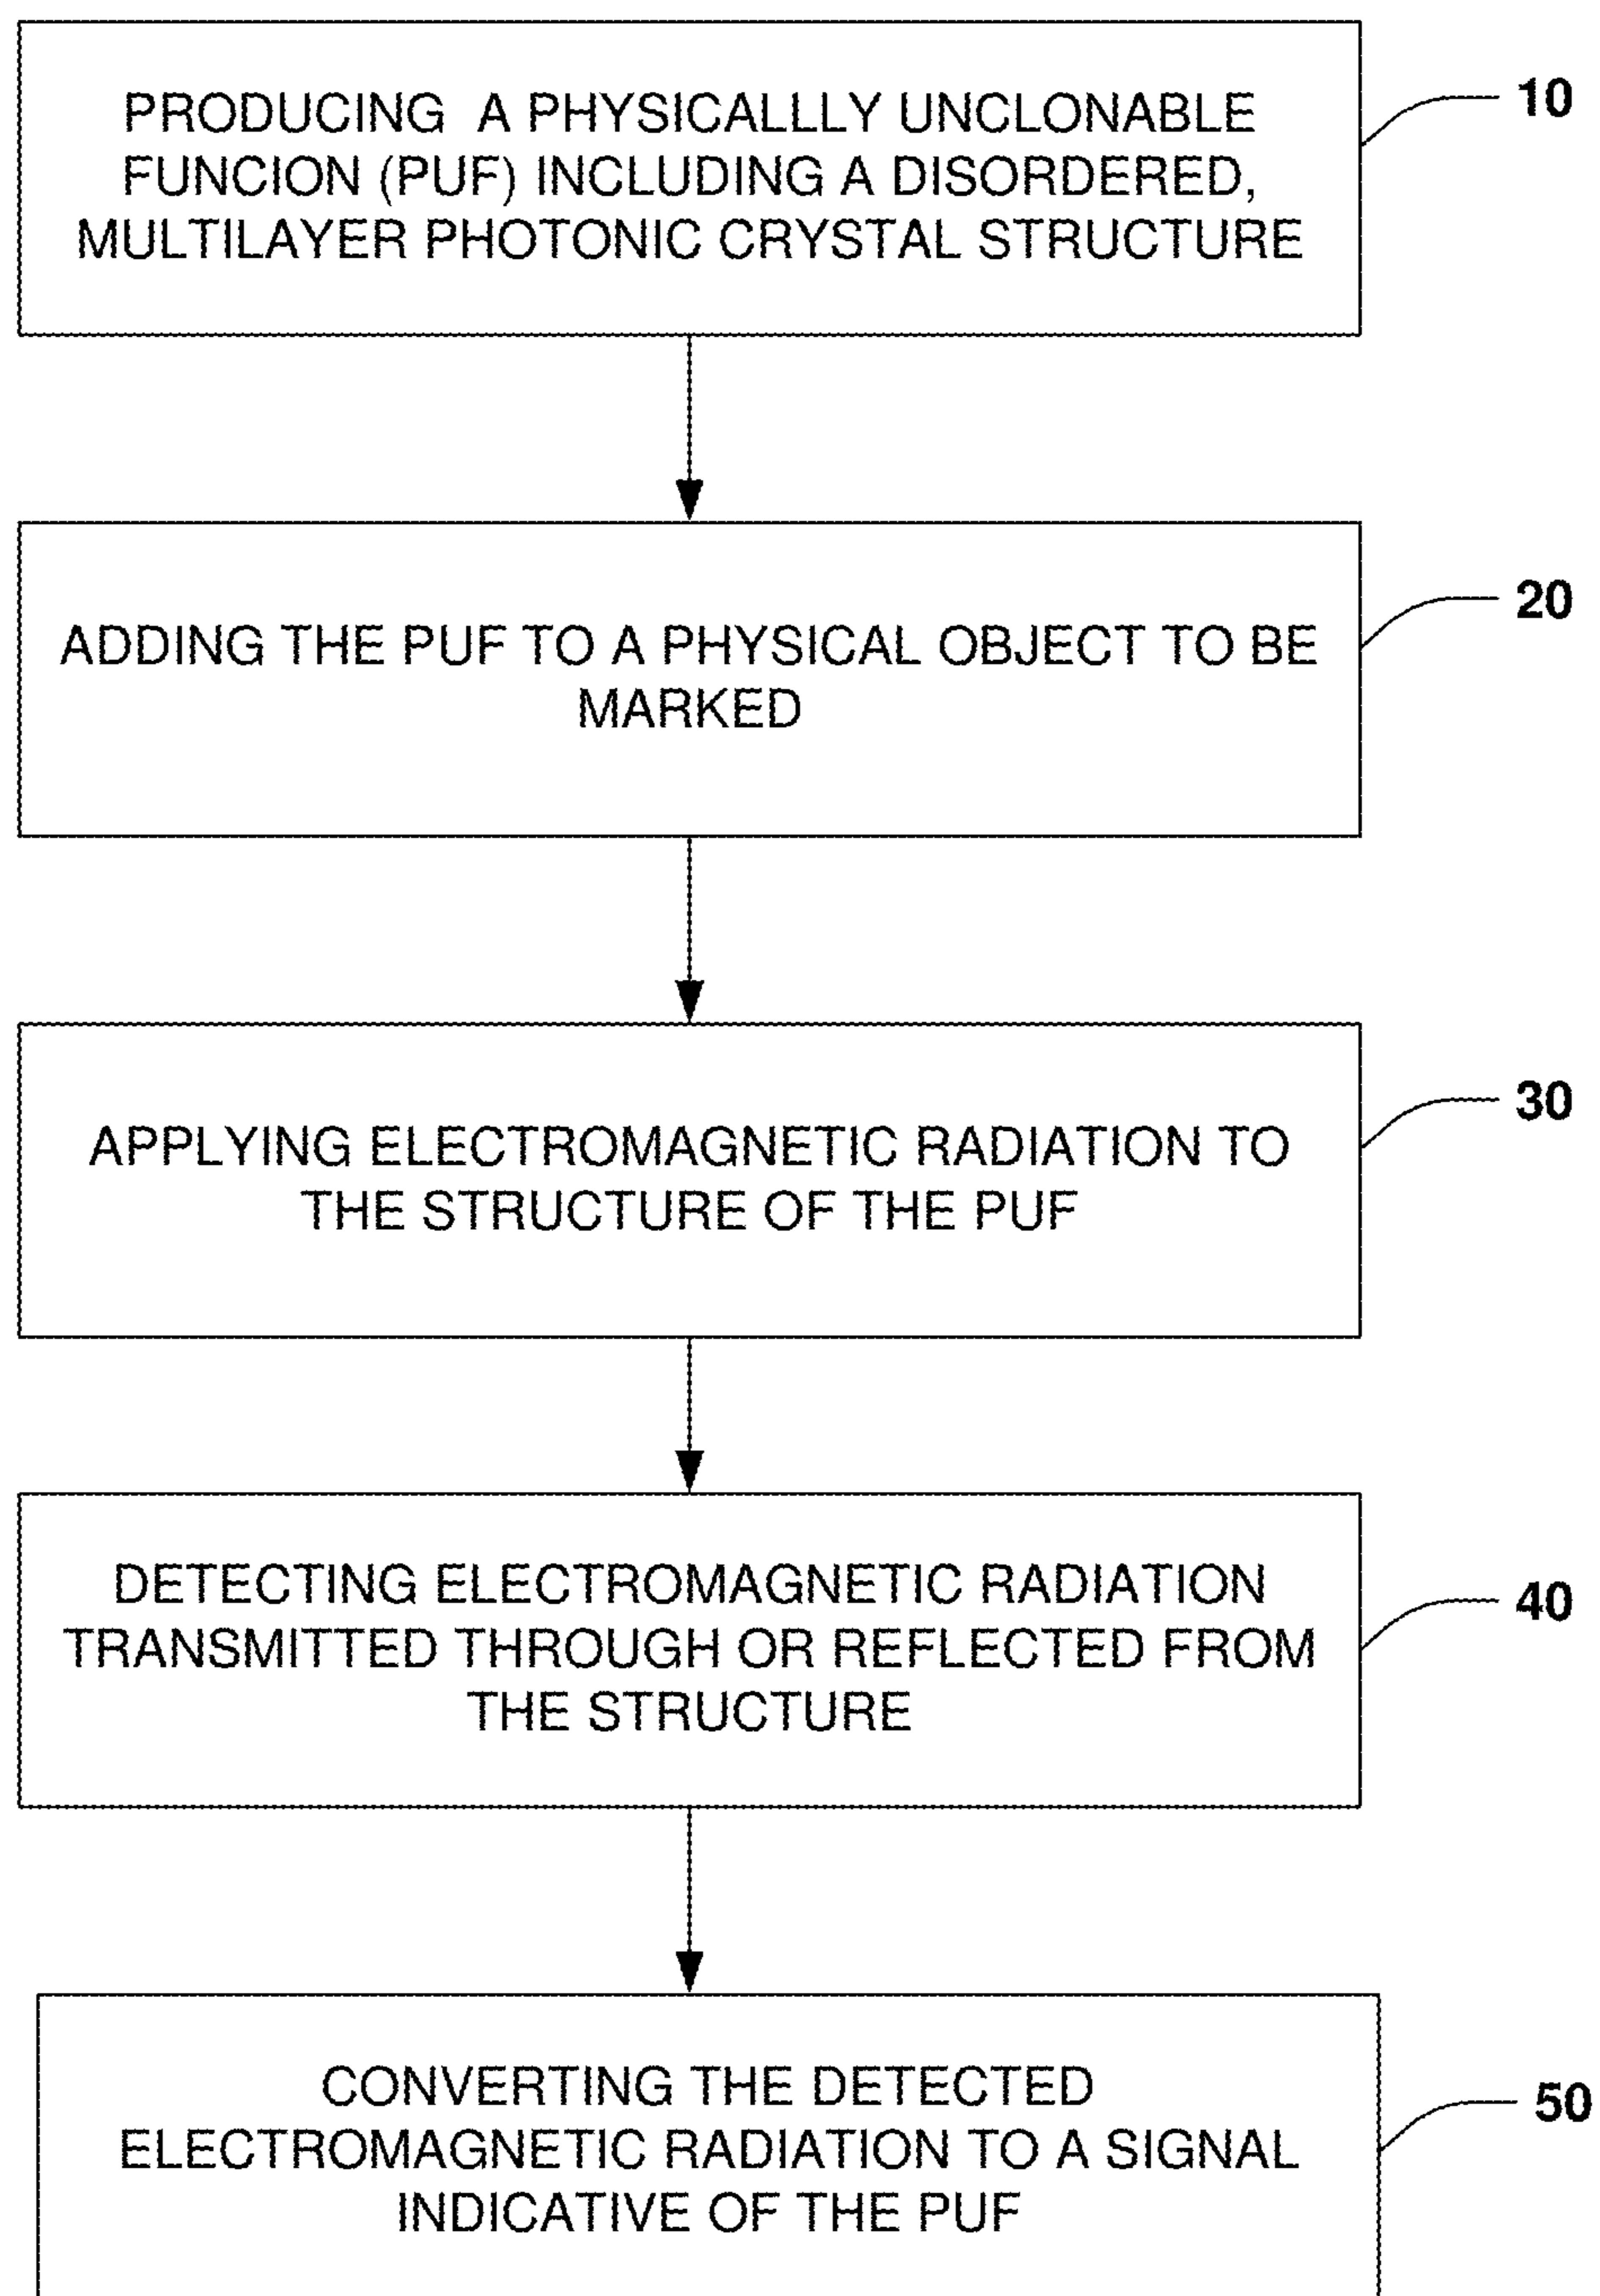 PRODUCING A PHYSICALLLY UNCLONABLE
FUNCION (PUF) INCLUDING A DISORDERED,
MULTILAYER PHOTONIC CRYSTAL STRUCTURE
10
ADDING THE PUF TO A PHYSICAL OBJECT TO BE
MARKED
20
APPLYING ELECTROMAGNETIC RADIATION TO
THE STRUCTURE OF THE PUF
30
DETECTING ELECTROMAGNETIC RADIATION
TRANSMITTED THROUGH OR REFLECTED FROM
THE STRUCTURE
40
CONVERTING THE DETECTED
ELECTROMAGNETIC RADIATION TO A SIGNAL
INDICATIVE OF THE PUF
50